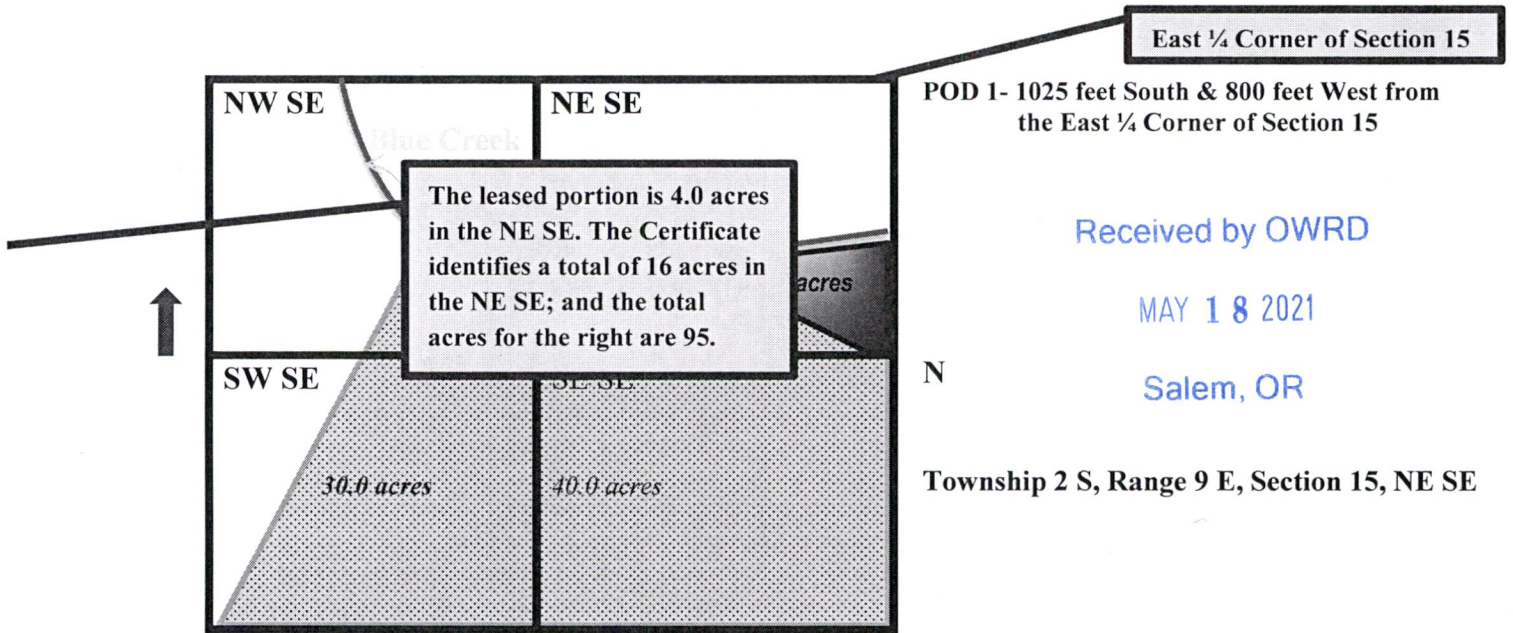 East ¼ Corner of Section 15
POD 1- 1025 feet South & 800 feet West from
the East ¼ Corner of Section 15
NW SE
NE SE
Blue Creek
The leased portion is 4.0 acres
in the NE SE. The Certificate
identifies a total of 16 acres in
the NE SE; and the total
acres for the right are 95.
acres
Received by OWRD
MAY 18 2021
Salem, OR
SW SE
SE SE
N
30.0 acres
40.0 acres
Township 2 S, Range 9 E, Section 15, NE SE